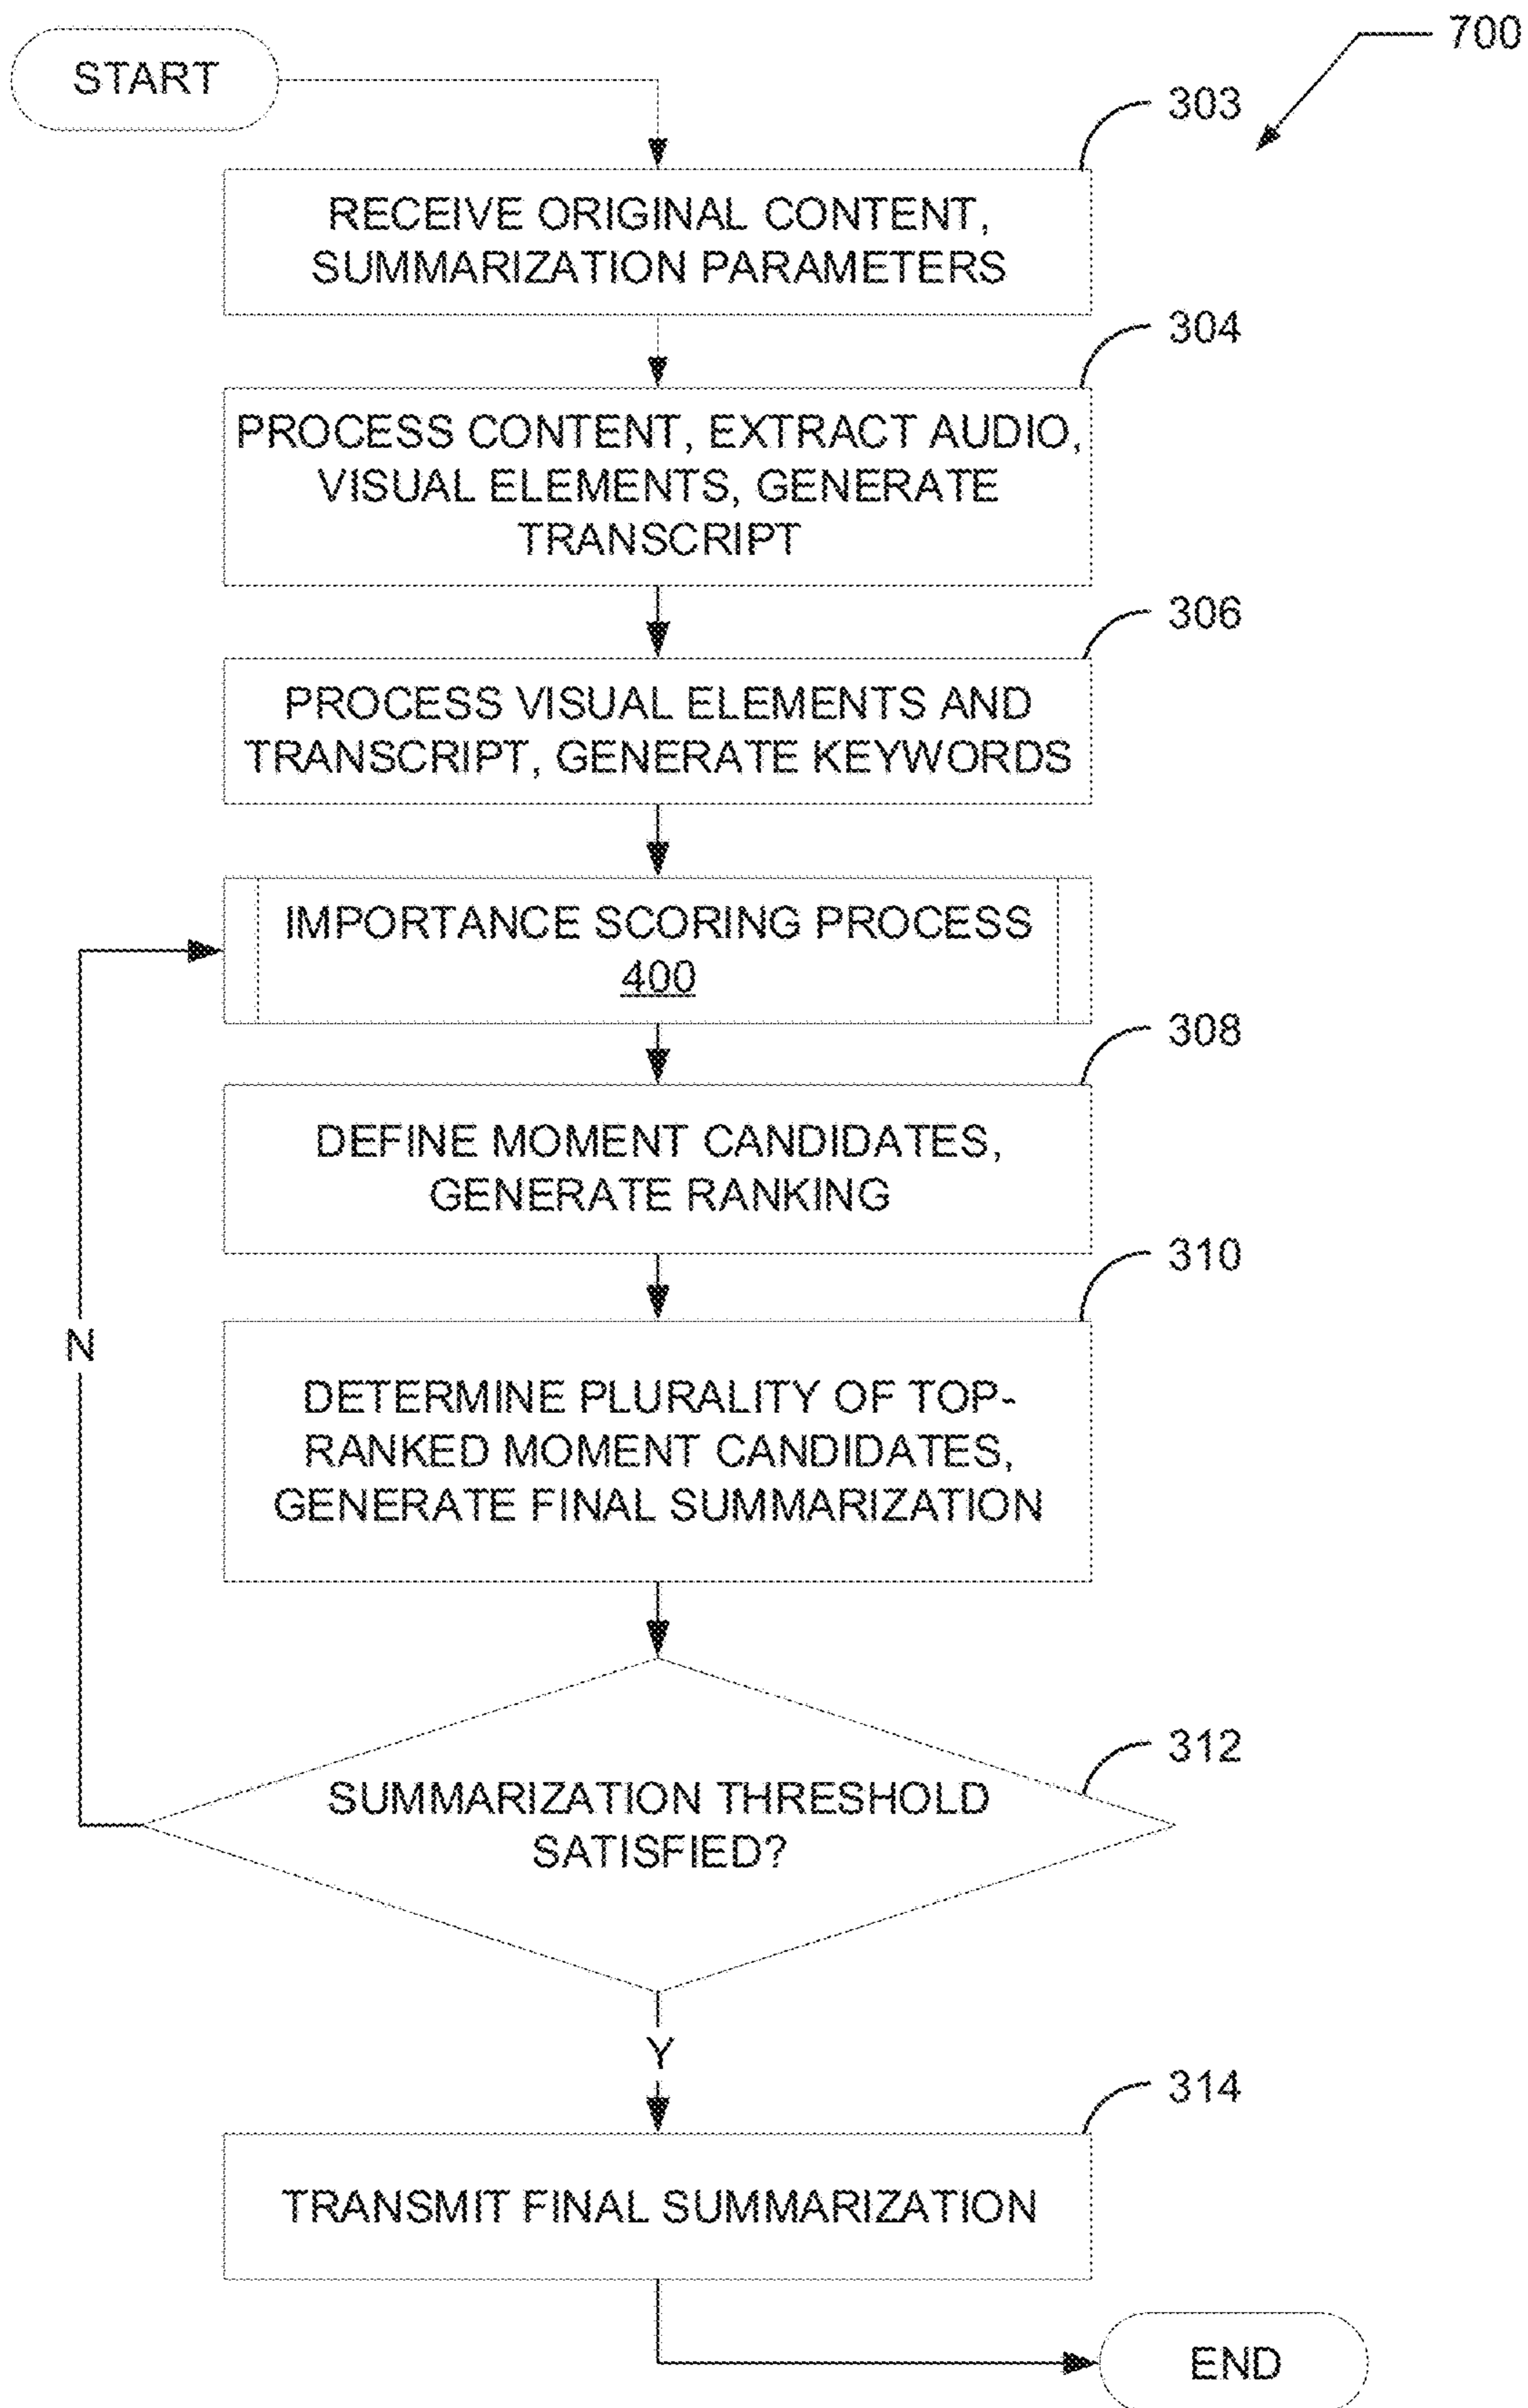 700
START
303
RECEIVE ORIGINAL CONTENT,
SUMMARIZATION PARAMETERS
304
PROCESS CONTENT, EXTRACT AUDIO,
VISUAL ELEMENTS, GENERATE
TRANSCRIPT
306
PROCESS VISUAL ELEMENTS AND
TRANSCRIPT, GENERATE KEYWORDS
IMPORTANCE SCORING PROCESS
400
308
DEFINE MOMENT CANDIDATES,
GENERATE RANKING
310
N
DETERMINE PLURALITY OF TOP-
RANKED MOMENT CANDIDATES,
GENERATE FINAL SUMMARIZATION
312
SUMMARIZATION THRESHOLD
SATISFIED?
Y
314
TRANSMIT FINAL SUMMARIZATION
END